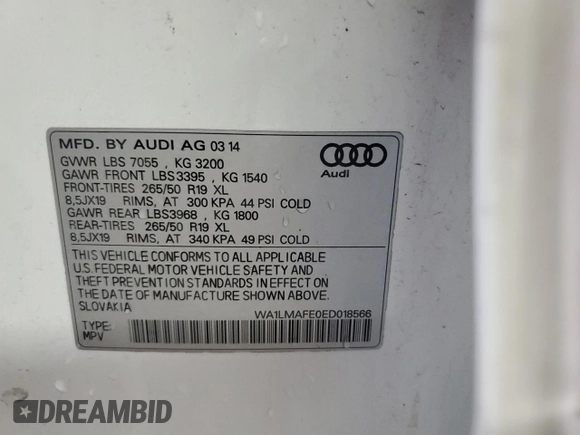 MFD. BY AUDI AG 03 14
GVWR LBS 7055 , KG 3200
GAWR FRONT LBS3395 , KG 1540
FRONT-TIRES 265/50 R19 XL
8,5JX19 RIMS, AT 300 KPA 44 PSI COLD
GAWR REAR LBS3968 , KG 1800
REAR-TIRES 265/50 R19 XL
8,5JX19 RIMS, AT 340 KPA 49 PSI COLD
Audi
THIS VEHICLE CONFORMS TO ALL APPLICABLE
U.S. FEDERAL MOTOR VEHICLE SAFETY AND
THEFT PREVENTION STANDARDS IN EFFECT ON
THE DATE OF MANUFACTURE SHOWN ABOVE.
SLOVAKIA
WA1LMAFE0ED018566
TYPE:
MPV
DREAMBID